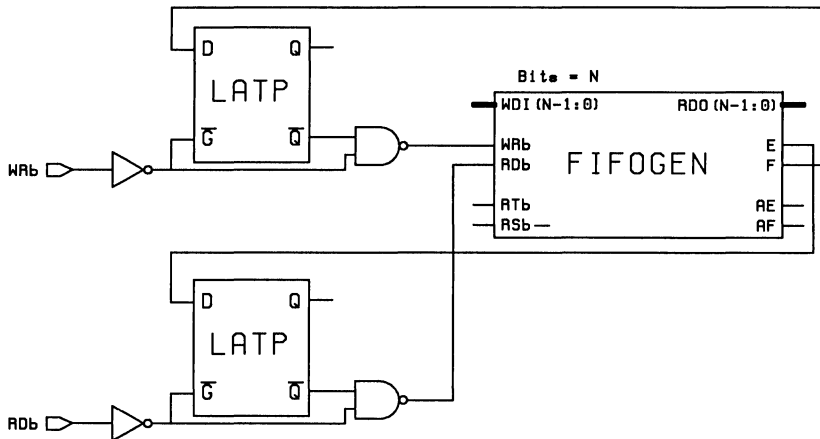 D Q
LATP
G Q
WRb
Bits = N
WDI (N-1:0) RDO (N-1:0)
WRb E
RDb F
FIFOGEN
RTb AE
RSb AF
D Q
LATP
G Q
RDb